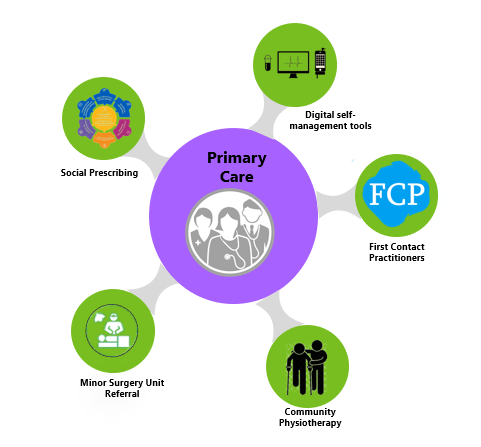 Digital self-
management tools
Primary
Care
Social Prescribing
FCP
First Contact
Practitioners
Minor Surgery Unit
Referral
Community
Physiotherapy